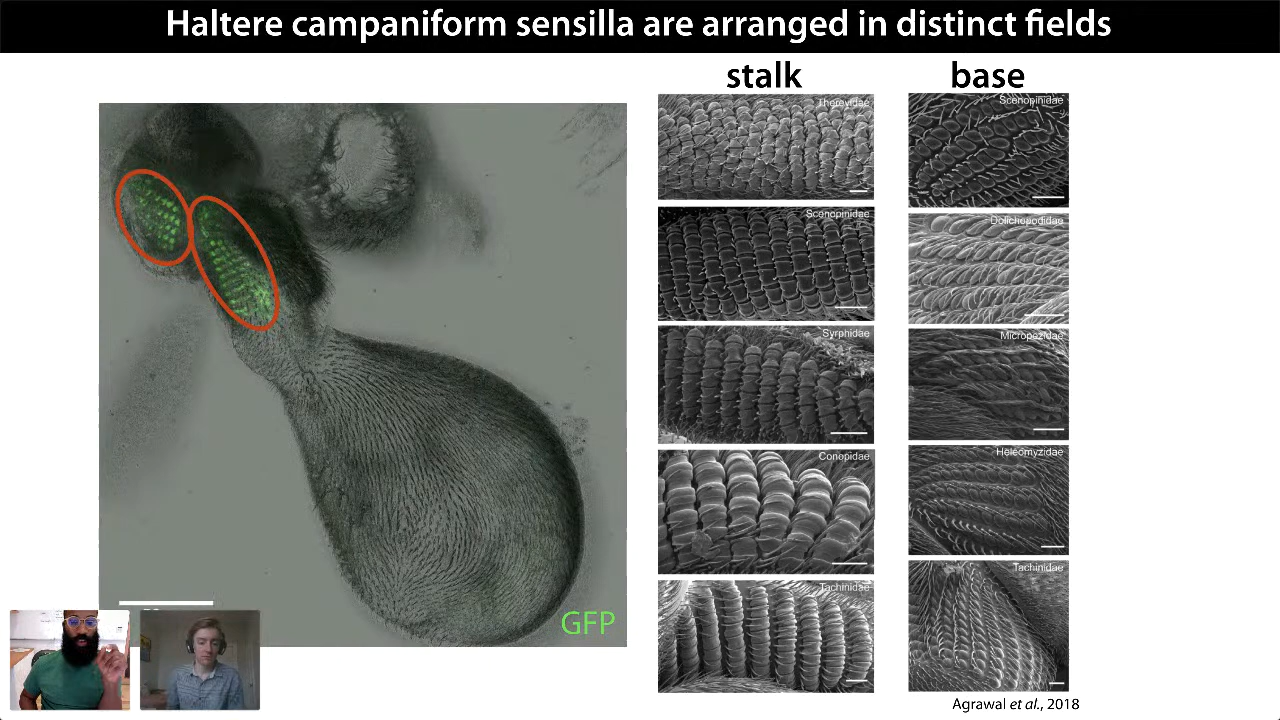 Haltere campaniform sensilla are arranged in distinct fields
stalk
base
Therevidae
Scenopinidae
Syrphidae
Conopidae
Tachinidae
Scenopinidae
Dolichopodidae
Micropezidae
Heleomyzidae
Tachinidae
GFP
Agrawal et al., 2018